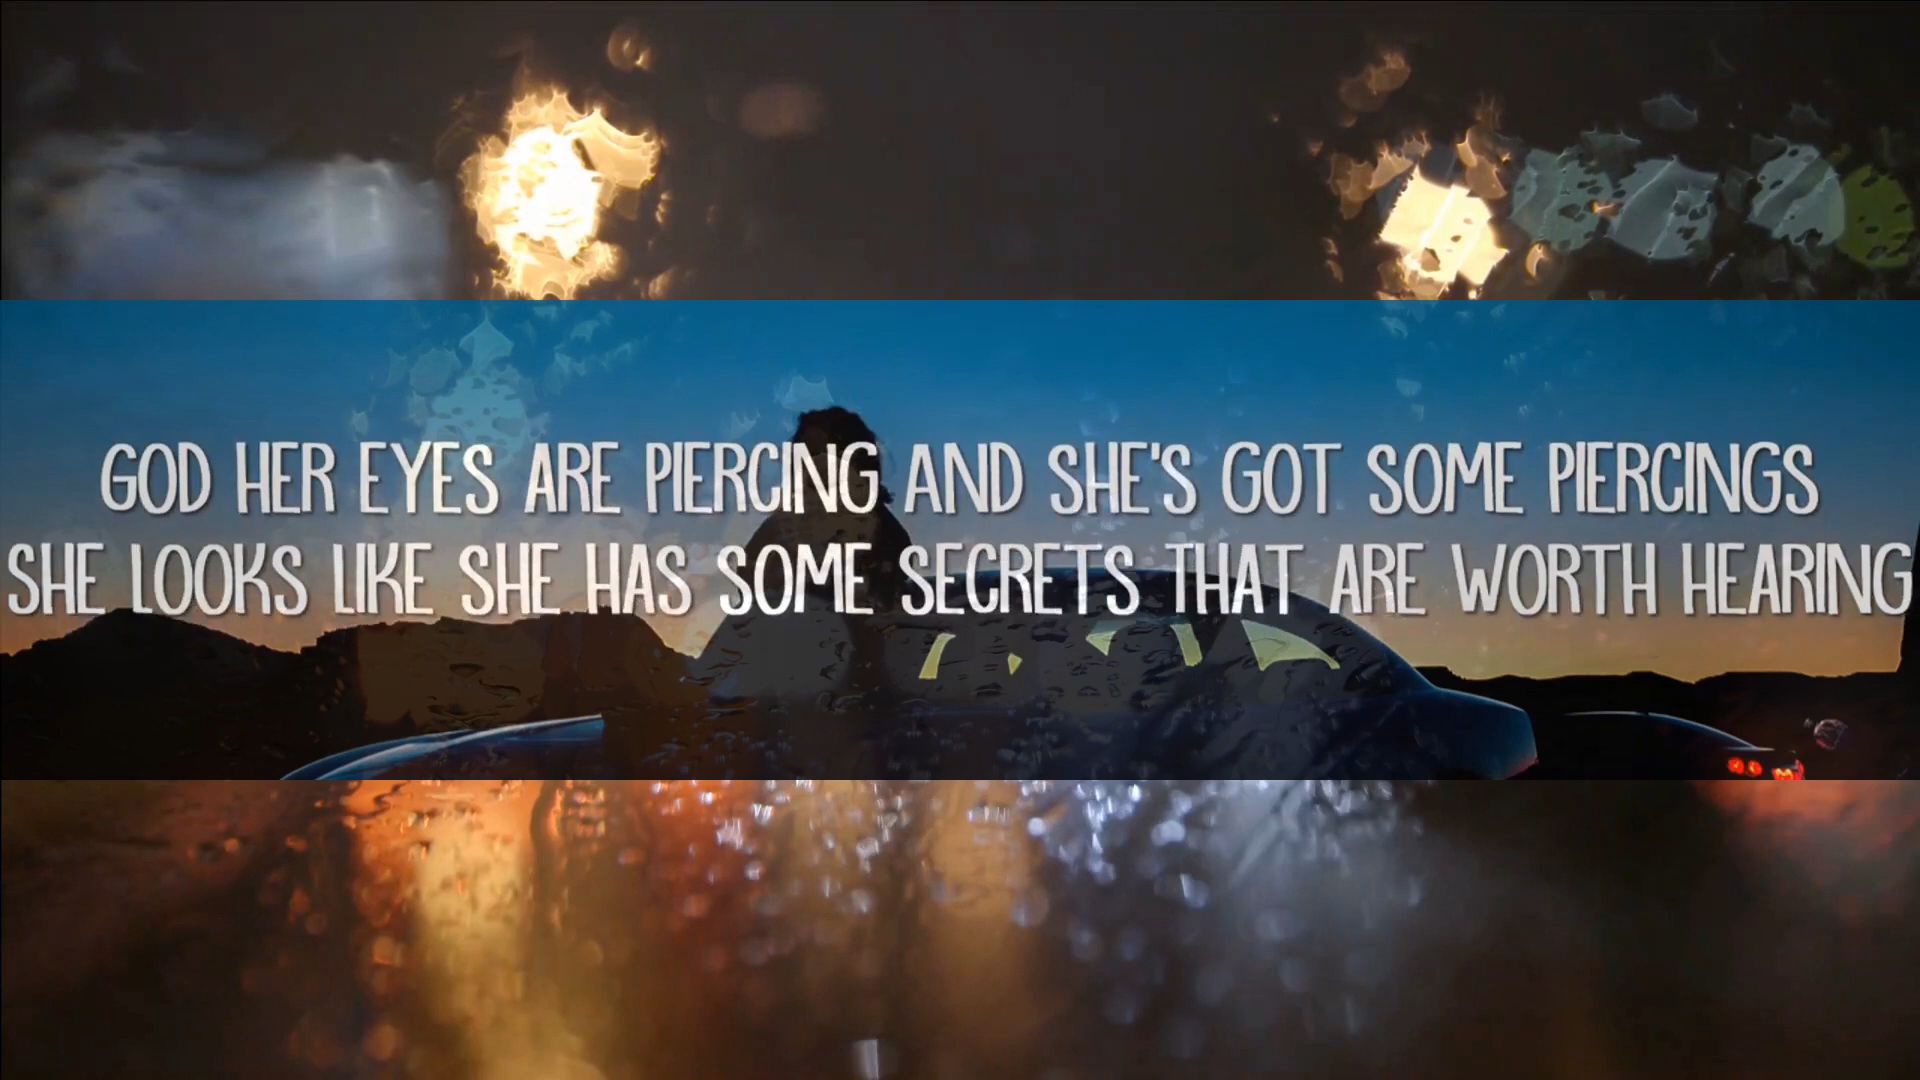 GOD HER EYES ARE PIERCING AND SHE'S GOT SOME PIERCINGS
SHE LOOKS LIKE SHE HAS SOME SECRETS THAT ARE WORTH HEARING